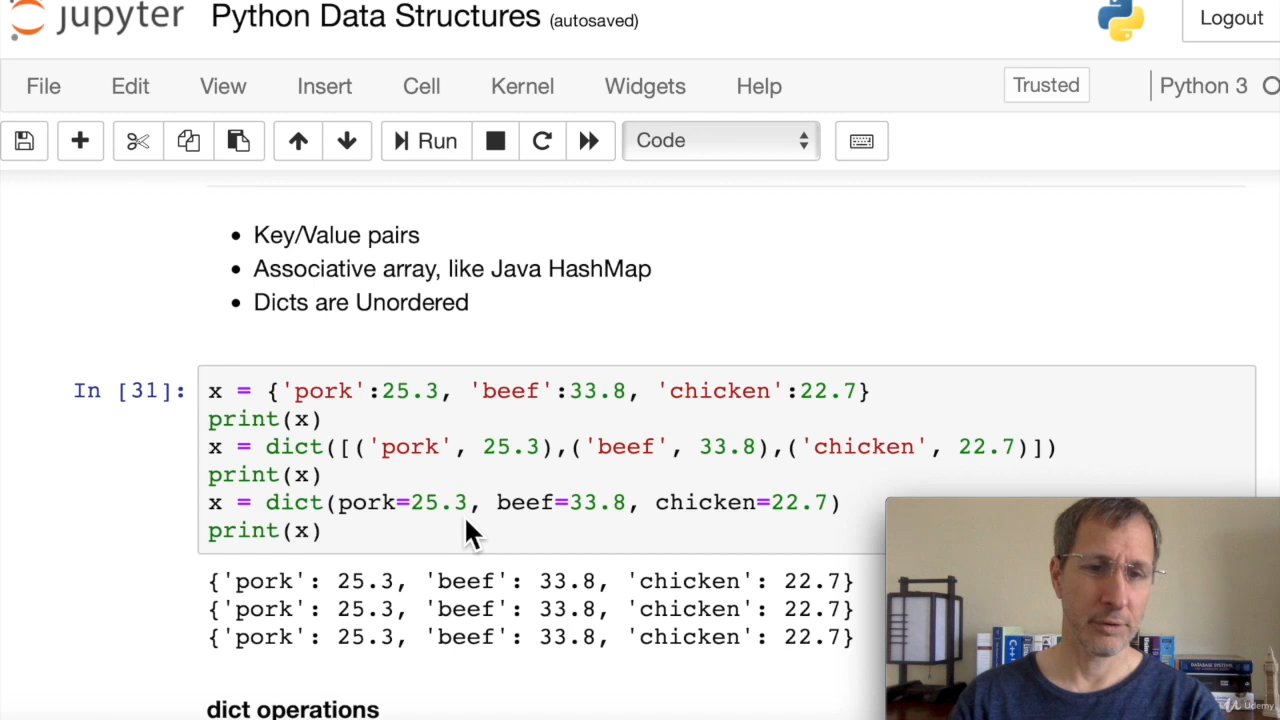 jupyter Python Data Structures (autosaved) Logout
File Edit View Insert Cell Kernel Widgets Help Trusted Python 3
Run Code
• Key/Value pairs
• Associative array, like Java HashMap
• Dicts are Unordered
In [31]: x = {'pork':25.3, 'beef':33.8, 'chicken':22.7}
print(x)
x = dict([('pork', 25.3),('beef', 33.8),('chicken', 22.7)])
print(x)
x = dict(pork=25.3, beef=33.8, chicken=22.7)
print(x)
{'pork': 25.3, 'beef': 33.8, 'chicken': 22.7}
{'pork': 25.3, 'beef': 33.8, 'chicken': 22.7}
{'pork': 25.3, 'beef': 33.8, 'chicken': 22.7}
C++
DATABASE SYSTEMS
Udemy
dict operations